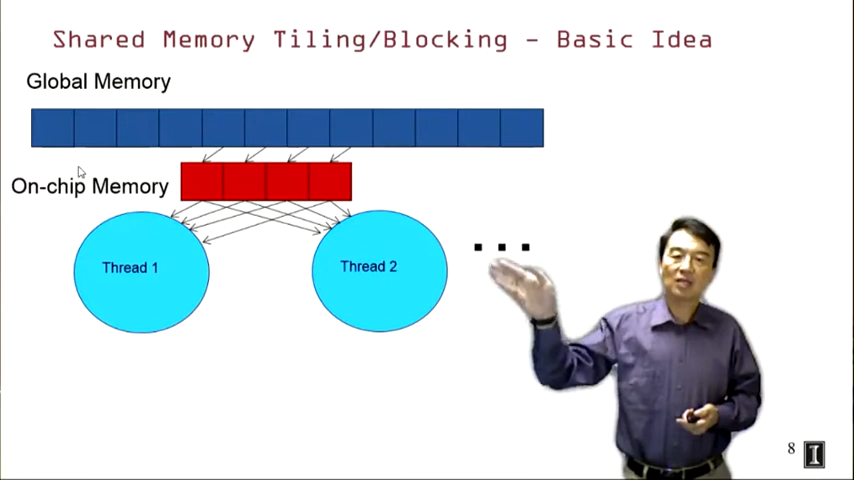 Shared Memory Tiling/Blocking – Basic Idea
Global Memory
On-chip Memory
Thread 1
Thread 2
...
8
I